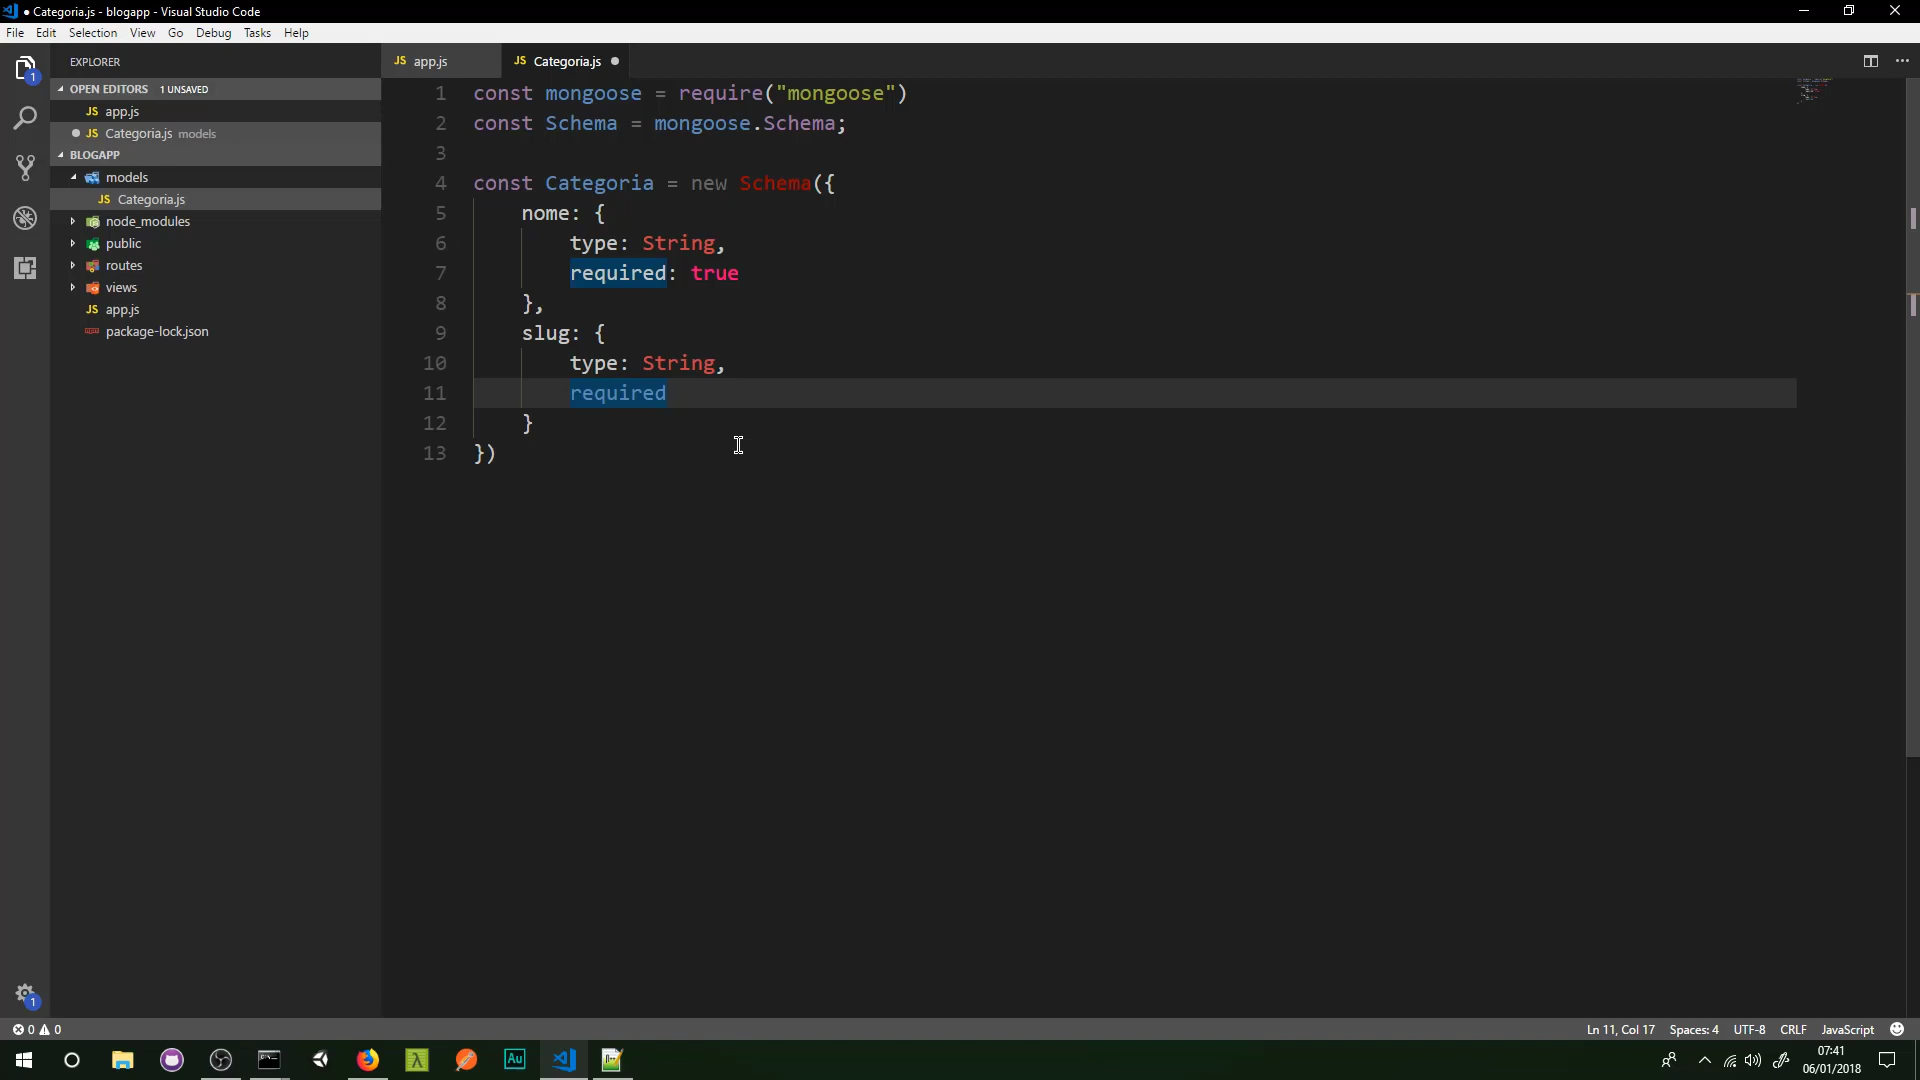 ● Categoria.js - blogapp - Visual Studio Code
File Edit Selection View Go Debug Tasks Help
EXPLORER
OPEN EDITORS 1 UNSAVED
JS app.js
● JS Categoria.js models
BLOGAPP
models
JS Categoria.js
node_modules
public
routes
views
JS app.js
package-lock.json
1
1
JS app.js
JS Categoria.js ●
1 const mongoose = require("mongoose")
2 const Schema = mongoose.Schema;
3
4 const Categoria = new Schema({
5 nome: {
6 type: String,
7 required: true
8 },
9 slug: {
10 type: String,
11 required
12 }
13 })
0 0
Ln 11, Col 17 Spaces: 4 UTF-8 CRLF JavaScript
Au
07:41
06/01/2018